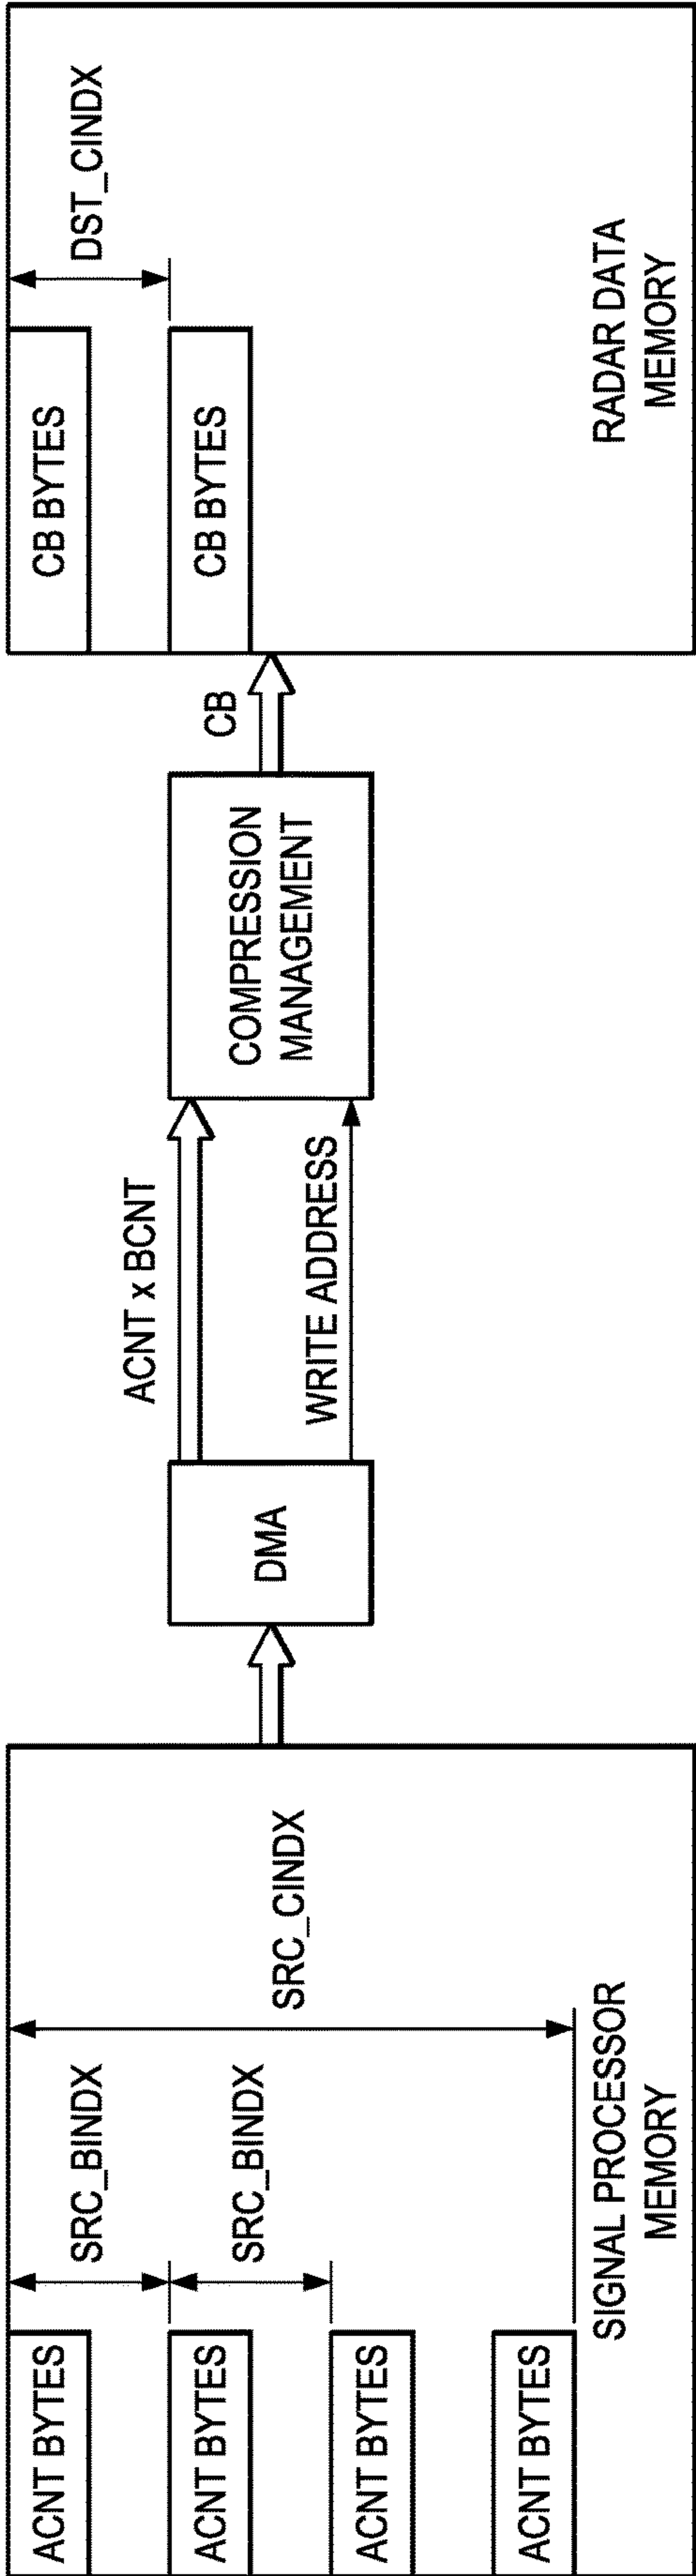 ACNT BYTES
SRC_BINDX
ACNT BYTES
SRC_BINDX
ACNT BYTES
ACNT BYTES
SRC_CINDX
SIGNAL PROCESSOR
MEMORY
DMA
ACNT x BCNT
WRITE ADDRESS
COMPRESSION
MANAGEMENT
CB
CB BYTES
CB BYTES
DST_CINDX
RADAR DATA
MEMORY